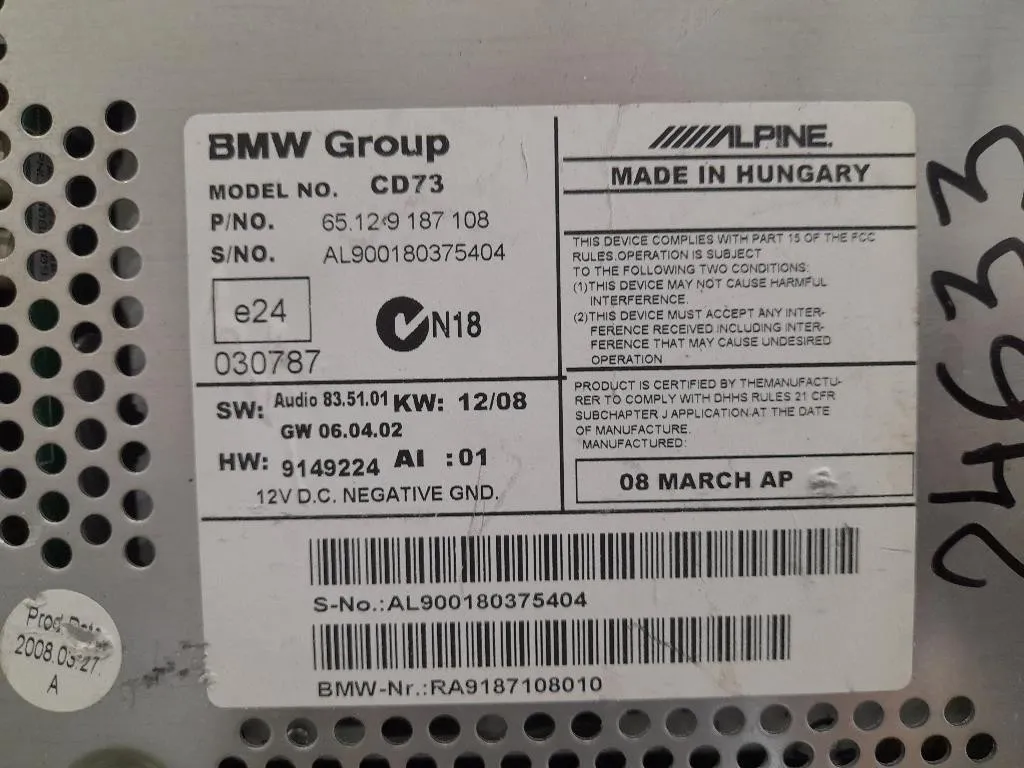 BMW Group
MODEL NO. CD73
P/NO. 65.12-9 187 108
S/NO. AL900180375404
e24
030787
N18
SW: Audio 83.51.01 KW: 12/08
GW 06.04.02
HW: 9149224 AI :01
12V D.C. NEGATIVE GND.
ALPINE.
MADE IN HUNGARY
THIS DEVICE COMPLIES WITH PART 15 OF THE FCC
RULES.OPERATION IS SUBJECT
TO THE FOLLOWING TWO CONDITIONS:
(1)THIS DEVICE MAY NOT CAUSE HARMFUL
INTERFERENCE.
(2)THIS DEVICE MUST ACCEPT ANY INTER-
FERENCE RECEIVED INCLUDING INTER-
FERENCE THAT MAY CAUSE UNDESIRED
OPERATION
PRODUCT IS CERTIFIED BY THEMANUFACTU-
RER TO COMPLY WITH DHHS RULES 21 CFR
SUBCHAPTER J APPLICATION.AT THE DATE
OF MANUFACTURE.
MANUFACTURED:
08 MARCH AP
S-No.:AL900180375404
BMW-Nr.:RA9187108010
Prod Date
2008.03.27.
A
24633